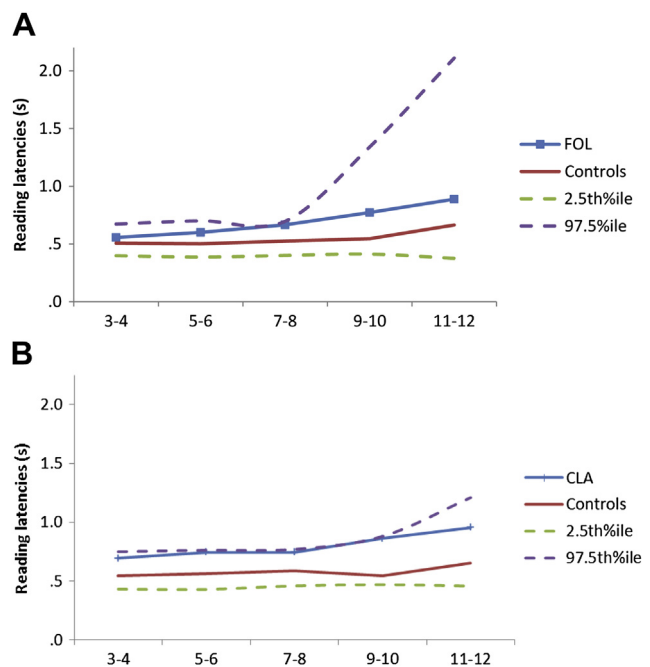 A
Reading latencies (s)
2.0
1.5
1.0
.5
.0
3-4 5-6 7-8 9-10 11-12
FOL
Controls
2.5th%ile
97.5%ile
B
Reading latencies (s)
2.0
1.5
1.0
.5
.0
3-4 5-6 7-8 9-10 11-12
CLA
Controls
2.5th%ile
97.5th%ile